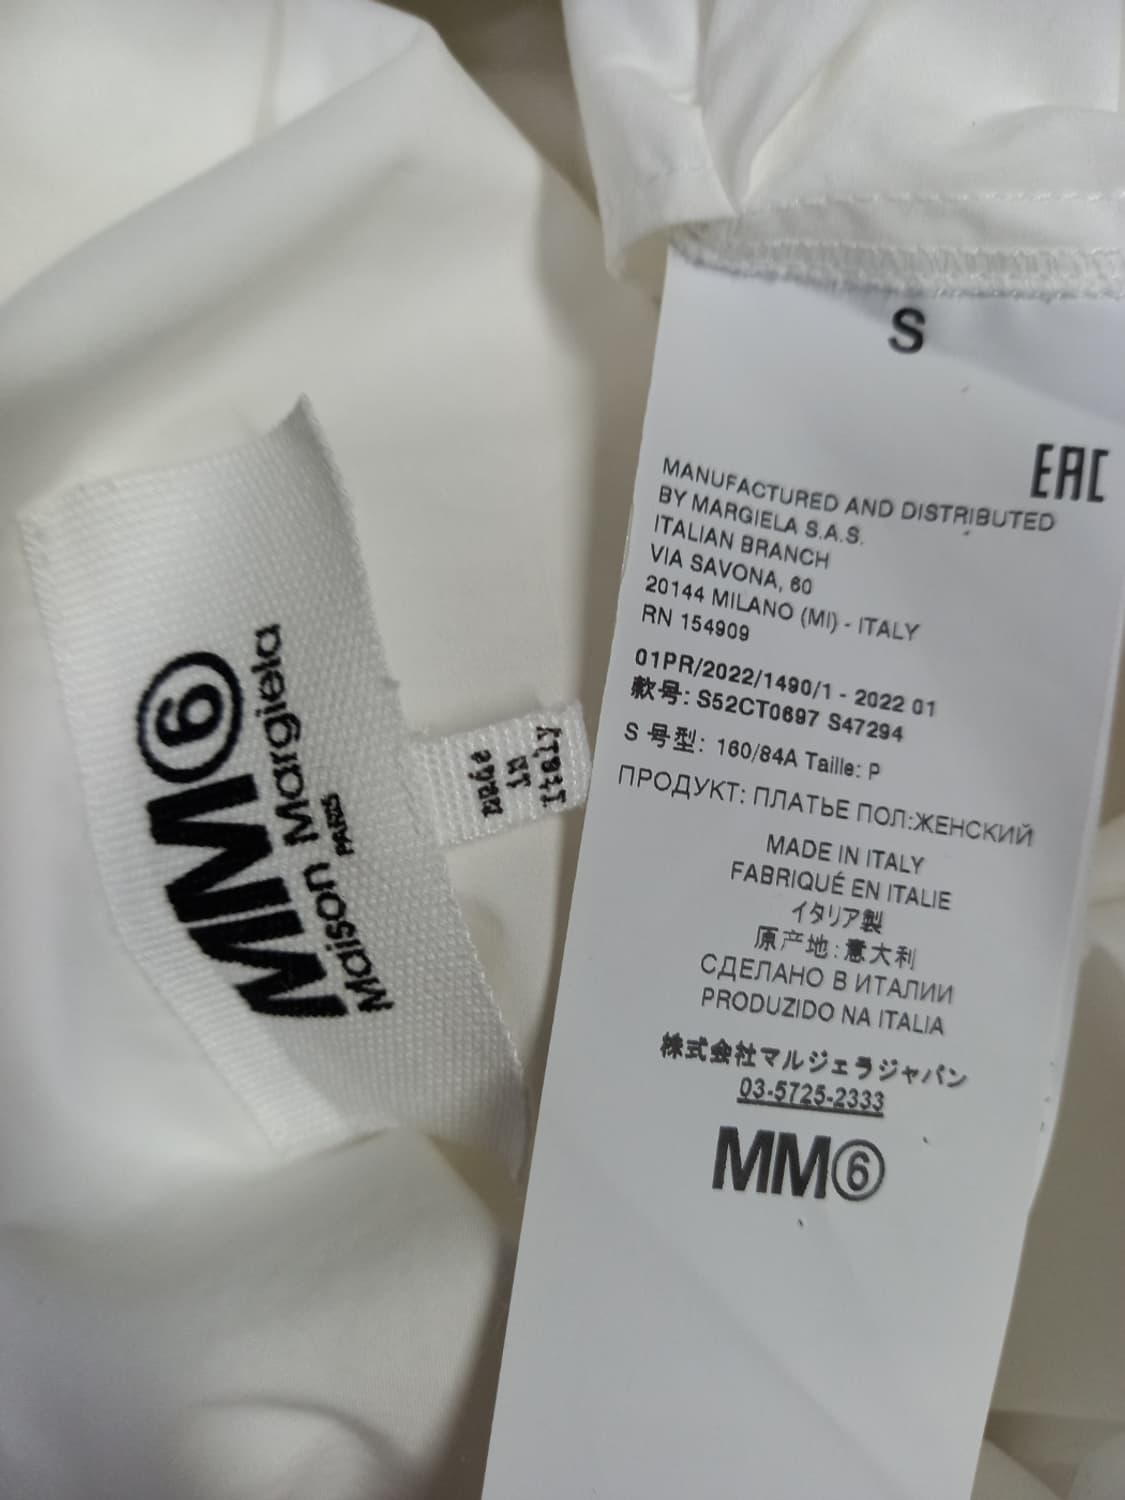 MM⑥
Maison Margiela
PARIS
made
in
Italy
S
EAC
MANUFACTURED AND DISTRIBUTED
BY MARGIELA S.A.S.
ITALIAN BRANCH
VIA SAVONA, 60
20144 MILANO (MI) - ITALY
RN 154909
01PR/2022/1490/1 - 2022 01
款号: S52CT0697 S47294
S 号型: 160/84A Taille: P
ПРОДУКТ: ПЛАТЬЕ ПОЛ:ЖЕНСКИЙ
MADE IN ITALY
FABRIQUÉ EN ITALIE
イタリア製
原产地: 意大利
СДЕЛАНО В ИТАЛИИ
PRODUZIDO NA ITALIA
株式会社マルジェラジャパン
03-5725-2333
MM⑥